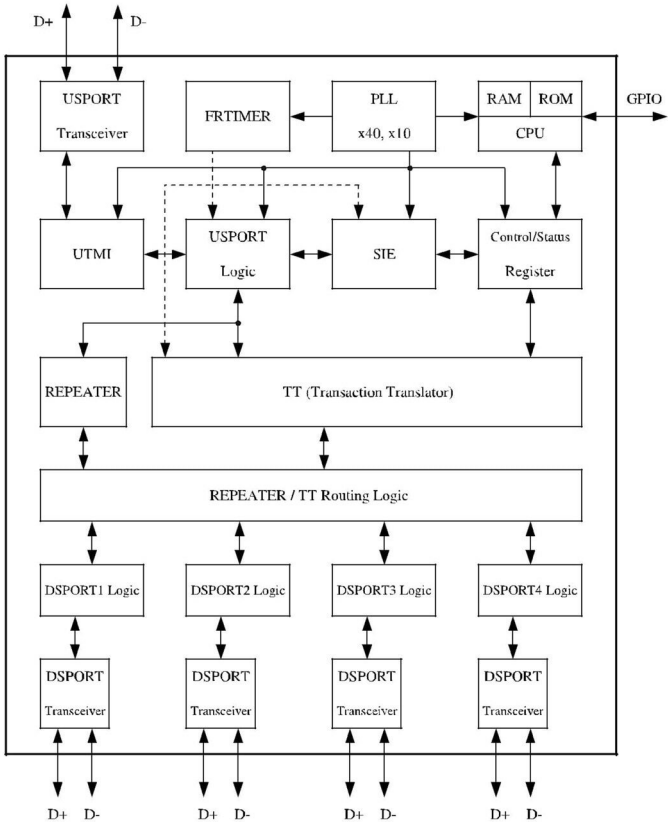 D+ D-
USPORT
Transceiver
FRTIMER
PLL
x40, x10
RAM ROM
CPU
GPIO
UTMI
USPORT
Logic
SIE
Control/Status
Register
REPEATER
TT (Transaction Translator)
REPEATER / TT Routing Logic
DSPORT1 Logic
DSPORT2 Logic
DSPORT3 Logic
DSPORT4 Logic
DSPORT
Transceiver
DSPORT
Transceiver
DSPORT
Transceiver
DSPORT
Transceiver
D+ D- D+ D- D+ D- D+ D-